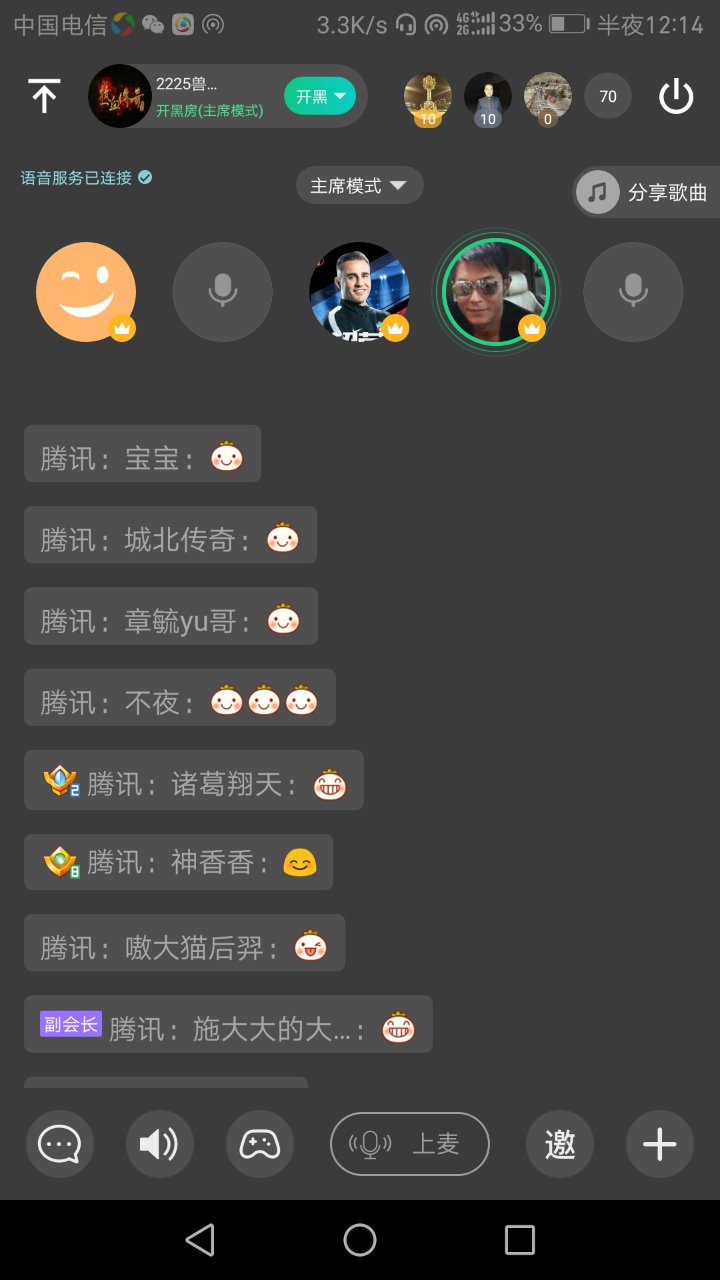 中国电信 3.3K/s 4G 2G 33% 半夜12:14
2225兽...
开黑房(主席模式)
开黑
10 10 0 70
语音服务已连接
主席模式
分享歌曲
腾讯：宝宝：
腾讯：城北传奇：
腾讯：章毓yu哥：
腾讯：不夜：
2 腾讯：诸葛翔天：
8 腾讯：神香香：
腾讯：嗷大猫后羿：
副会长 腾讯：施大大的大...：
上麦 邀